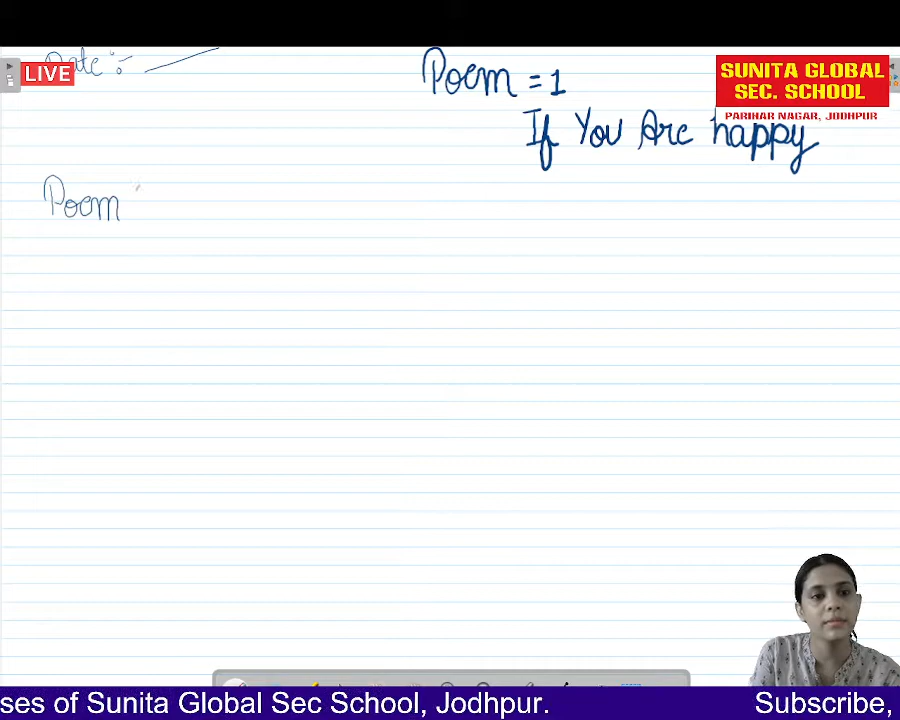 Date :-
LIVE
Poem = 1
If You Are happy
SUNITA GLOBAL
SEC. SCHOOL
PARIHAR NAGAR, JODHPUR
Poem
ses of Sunita Global Sec School, Jodhpur.
Subscribe,